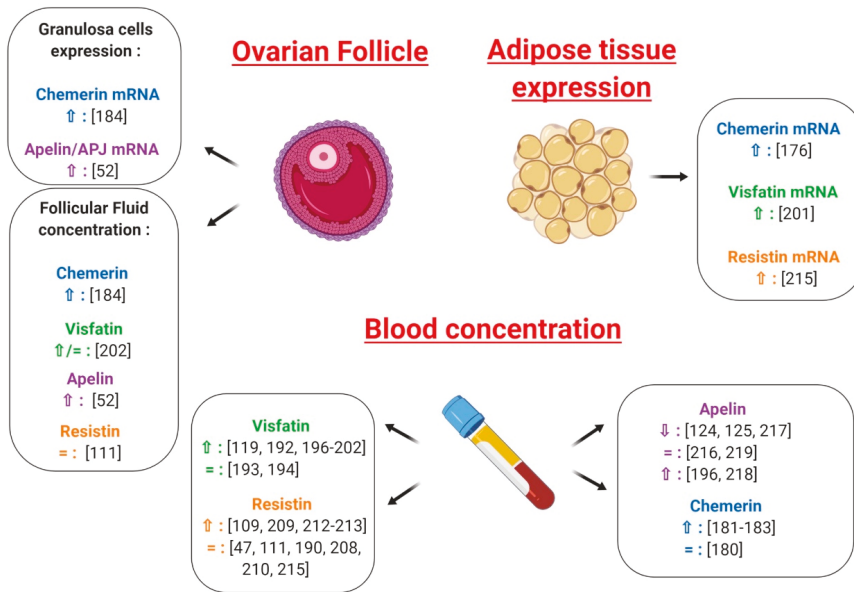 Granulosa cells
expression :
Chemerin mRNA
⇧ : [184]
Apelin/APJ mRNA
⇧ : [52]
Follicular Fluid
concentration :
Chemerin
⇧ : [184]
Visfatin
⇧/= : [202]
Apelin
⇧ : [52]
Resistin
= : [111]
Ovarian Follicle
Adipose tissue
expression
Chemerin mRNA
⇧ : [176]
Visfatin mRNA
⇧ : [201]
Resistin mRNA
⇧ : [215]
Blood concentration
Visfatin
⇧ : [119, 192, 196-202]
= : [193, 194]
Resistin
⇧ : [109, 209, 212-213]
= : [47, 111, 190, 208,
210, 215]
Apelin
⇩ : [124, 125, 217]
= : [216, 219]
⇧ : [196, 218]
Chemerin
⇧ : [181-183]
= : [180]